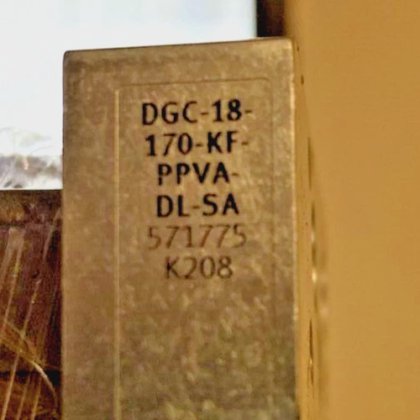 DGC-18-
170-KF-
PPVA-
DL-SA
571775
K208